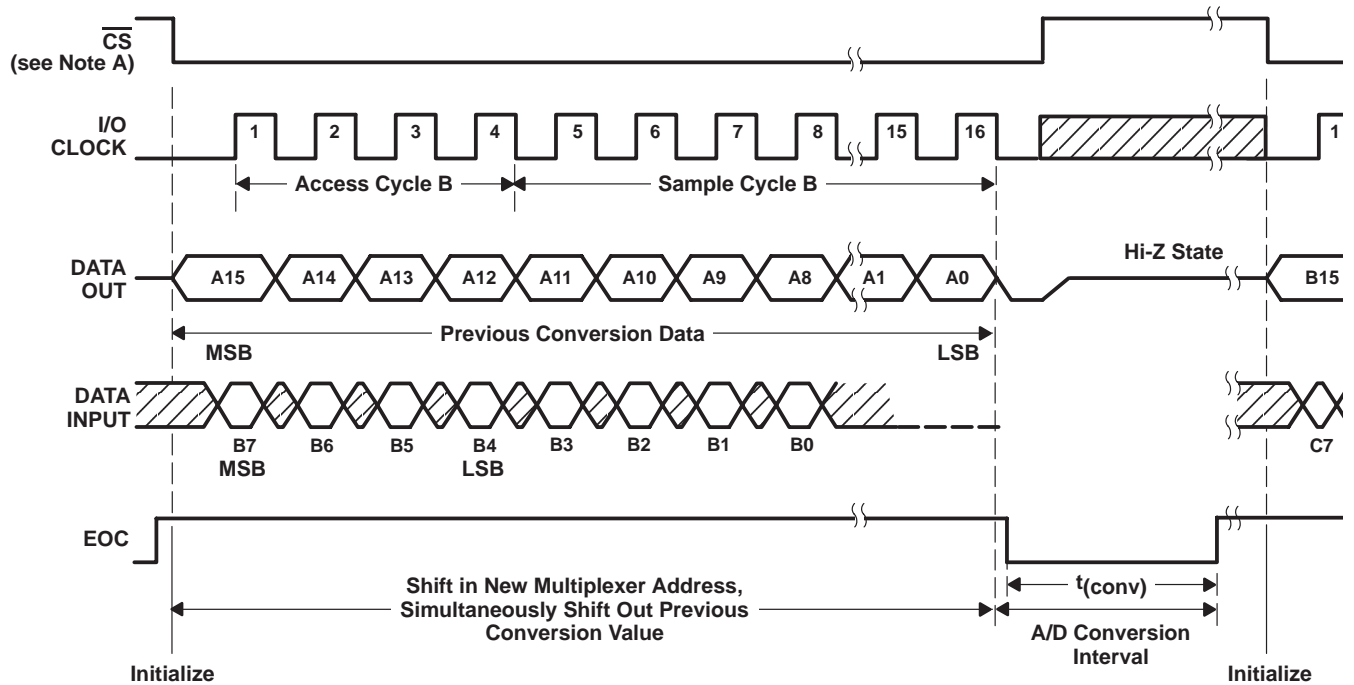 CS
(see Note A)
I/O
CLOCK
1 2 3 4 5 6 7 8 15 16 1
Access Cycle B Sample Cycle B
Hi-Z State
DATA
OUT
A15 A14 A13 A12 A11 A10 A9 A8 A1 A0 B15
Previous Conversion Data
MSB LSB
DATA
INPUT
B7 B6 B5 B4 B3 B2 B1 B0 C7
MSB LSB
EOC
Shift in New Multiplexer Address,
Simultaneously Shift Out Previous
Conversion Value
t(conv)
A/D Conversion
Interval
Initialize Initialize